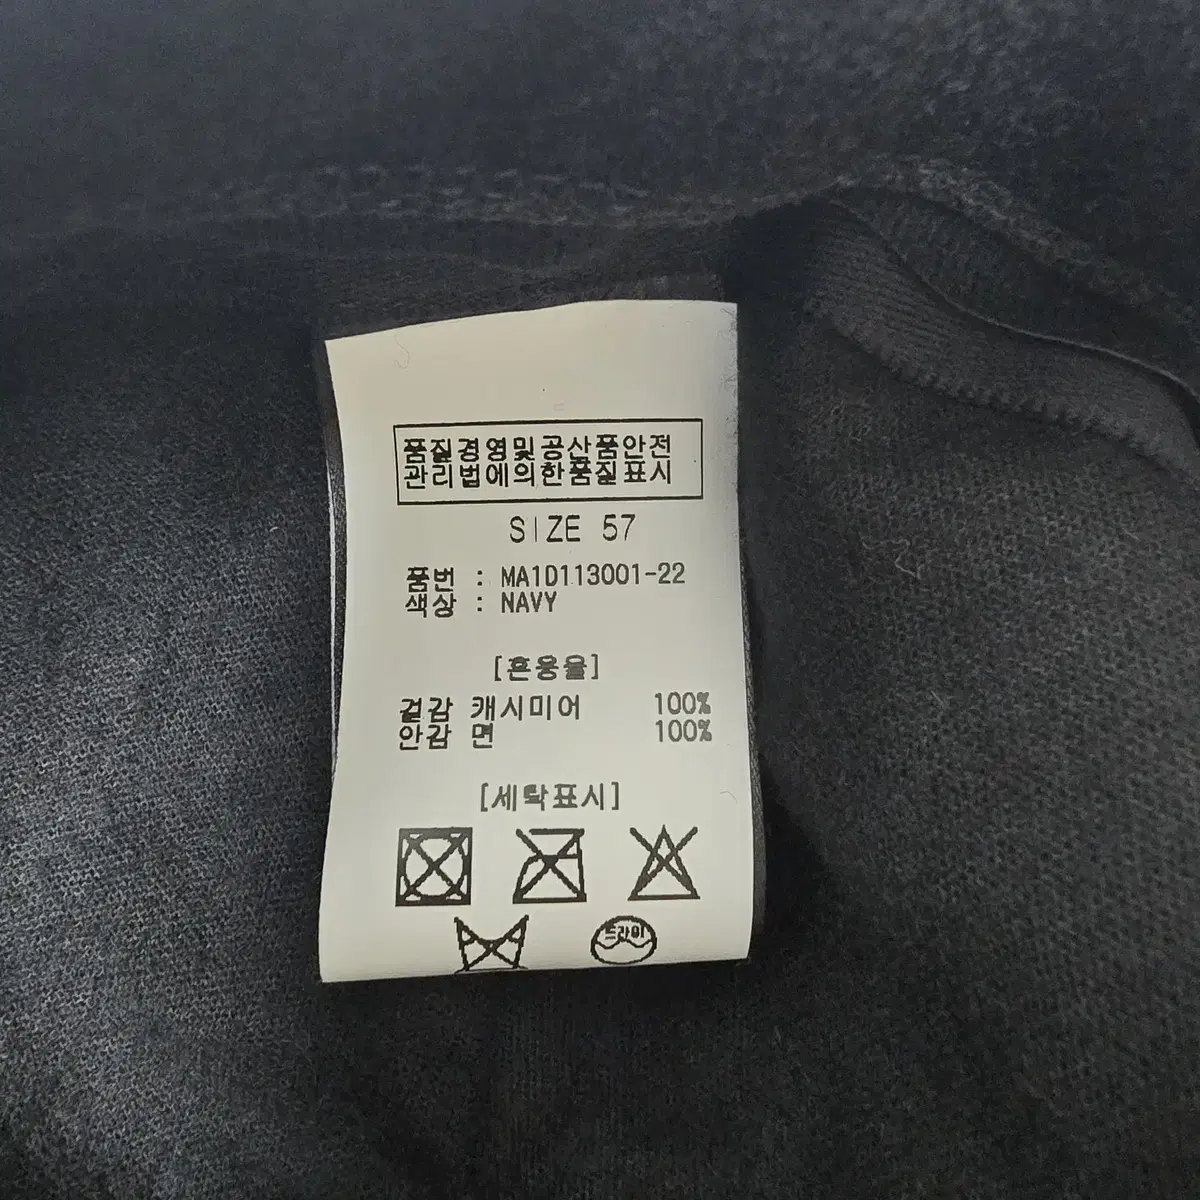 품질경영및공산품안전
관리법에의한품질표시
SIZE 57
품번 : MA1D113001-22
색상 : NAVY
[혼용율]
겉감 캐시미어 100%
안감 면 100%
[세탁표시]
드라이